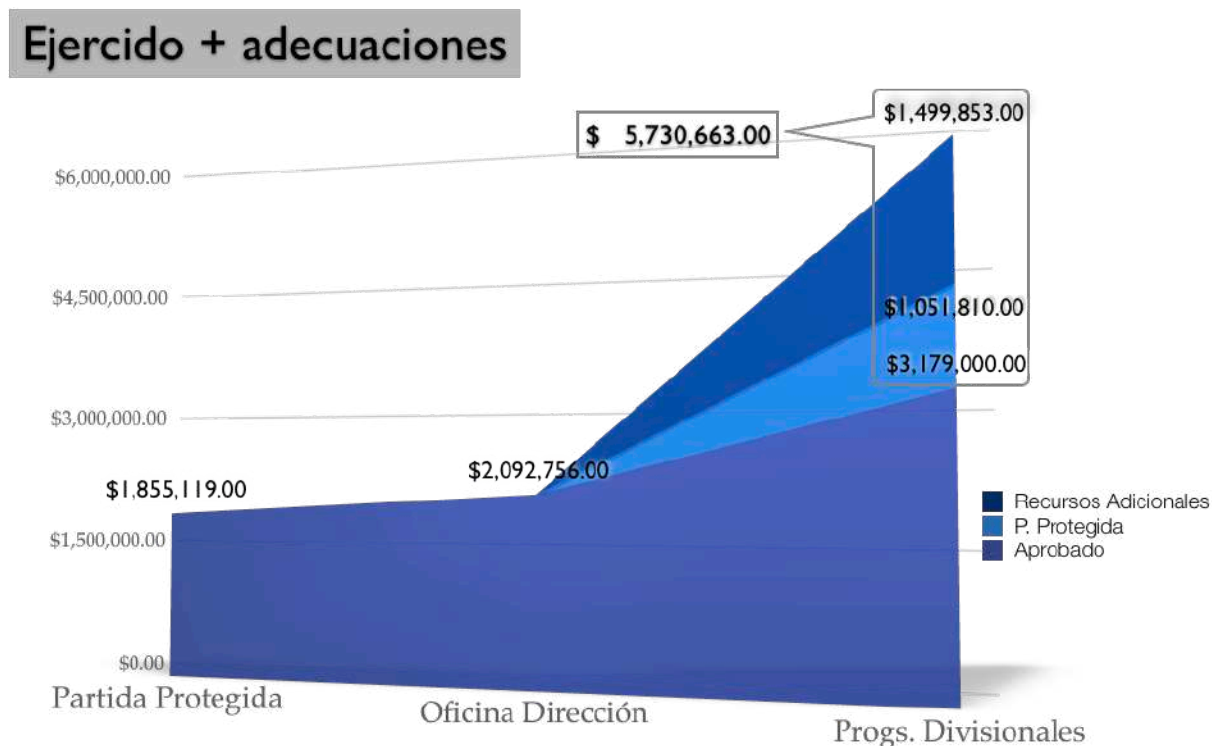 Ejercido + adecuaciones
$1,499,853.00
$ 5,730,663.00
$6,000,000.00
$4,500,000.00
$1,051,810.00
$3,179,000.00
$3,000,000.00
$2,092,756.00
$1,855,119.00
$1,500,000.00
Recursos Adicionales
P. Protegida
Aprobado
$0.00
Partida Protegida
Oficina Dirección
Progs. Divisionales